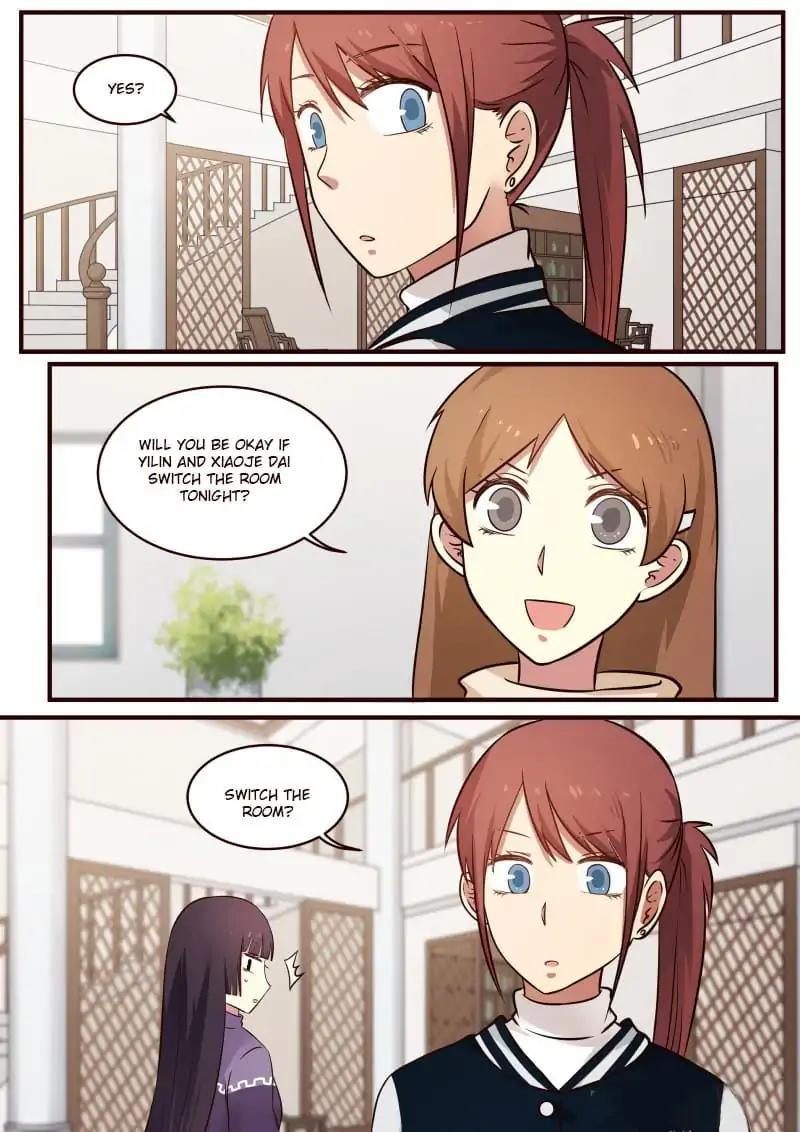 YES?
WILL YOU BE OKAY IF
YILIN AND XIAOJE DAI
SWITCH THE ROOM
TONIGHT?
SWITCH THE
ROOM?